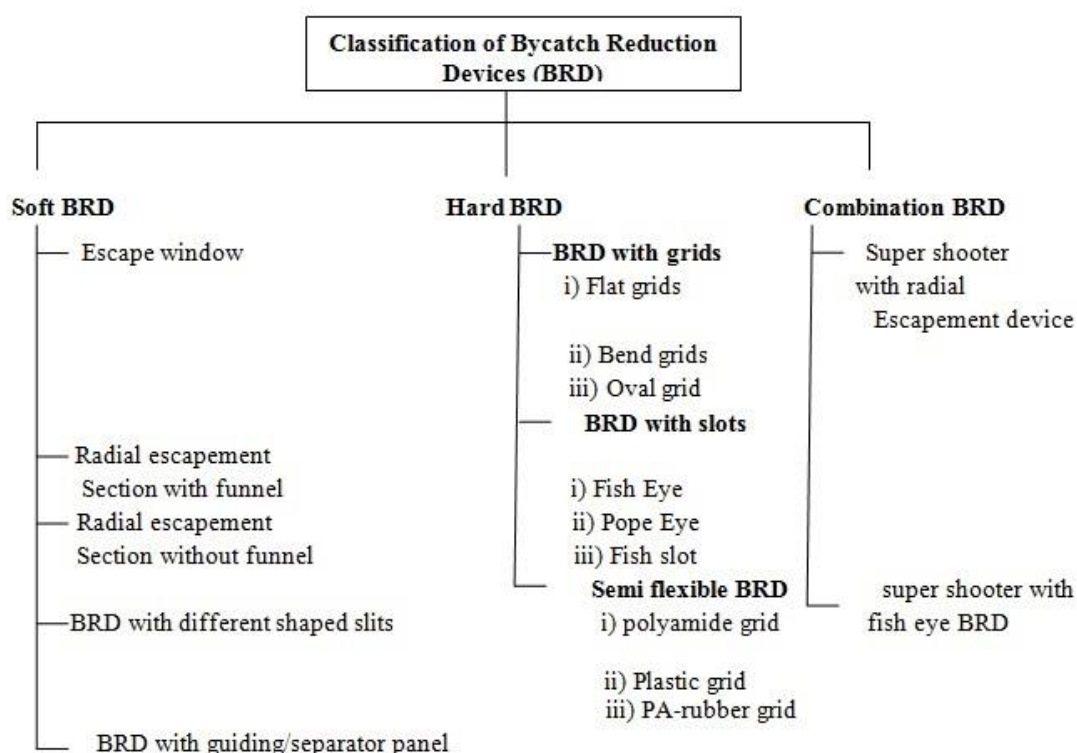 Classification of Bycatch Reduction
Devices (BRD)
Soft BRD
Escape window
Radial escapement
Section with funnel
Radial escapement
Section without funnel
BRD with different shaped slits
BRD with guiding/separator panel
Hard BRD
BRD with grids
i) Flat grids
ii) Bend grids
iii) Oval grid
BRD with slots
i) Fish Eye
ii) Pope Eye
iii) Fish slot
Semi flexible BRD
i) polyamide grid
ii) Plastic grid
iii) PA-rubber grid
Combination BRD
Super shooter
with radial
Escapement device
super shooter with
fish eye BRD